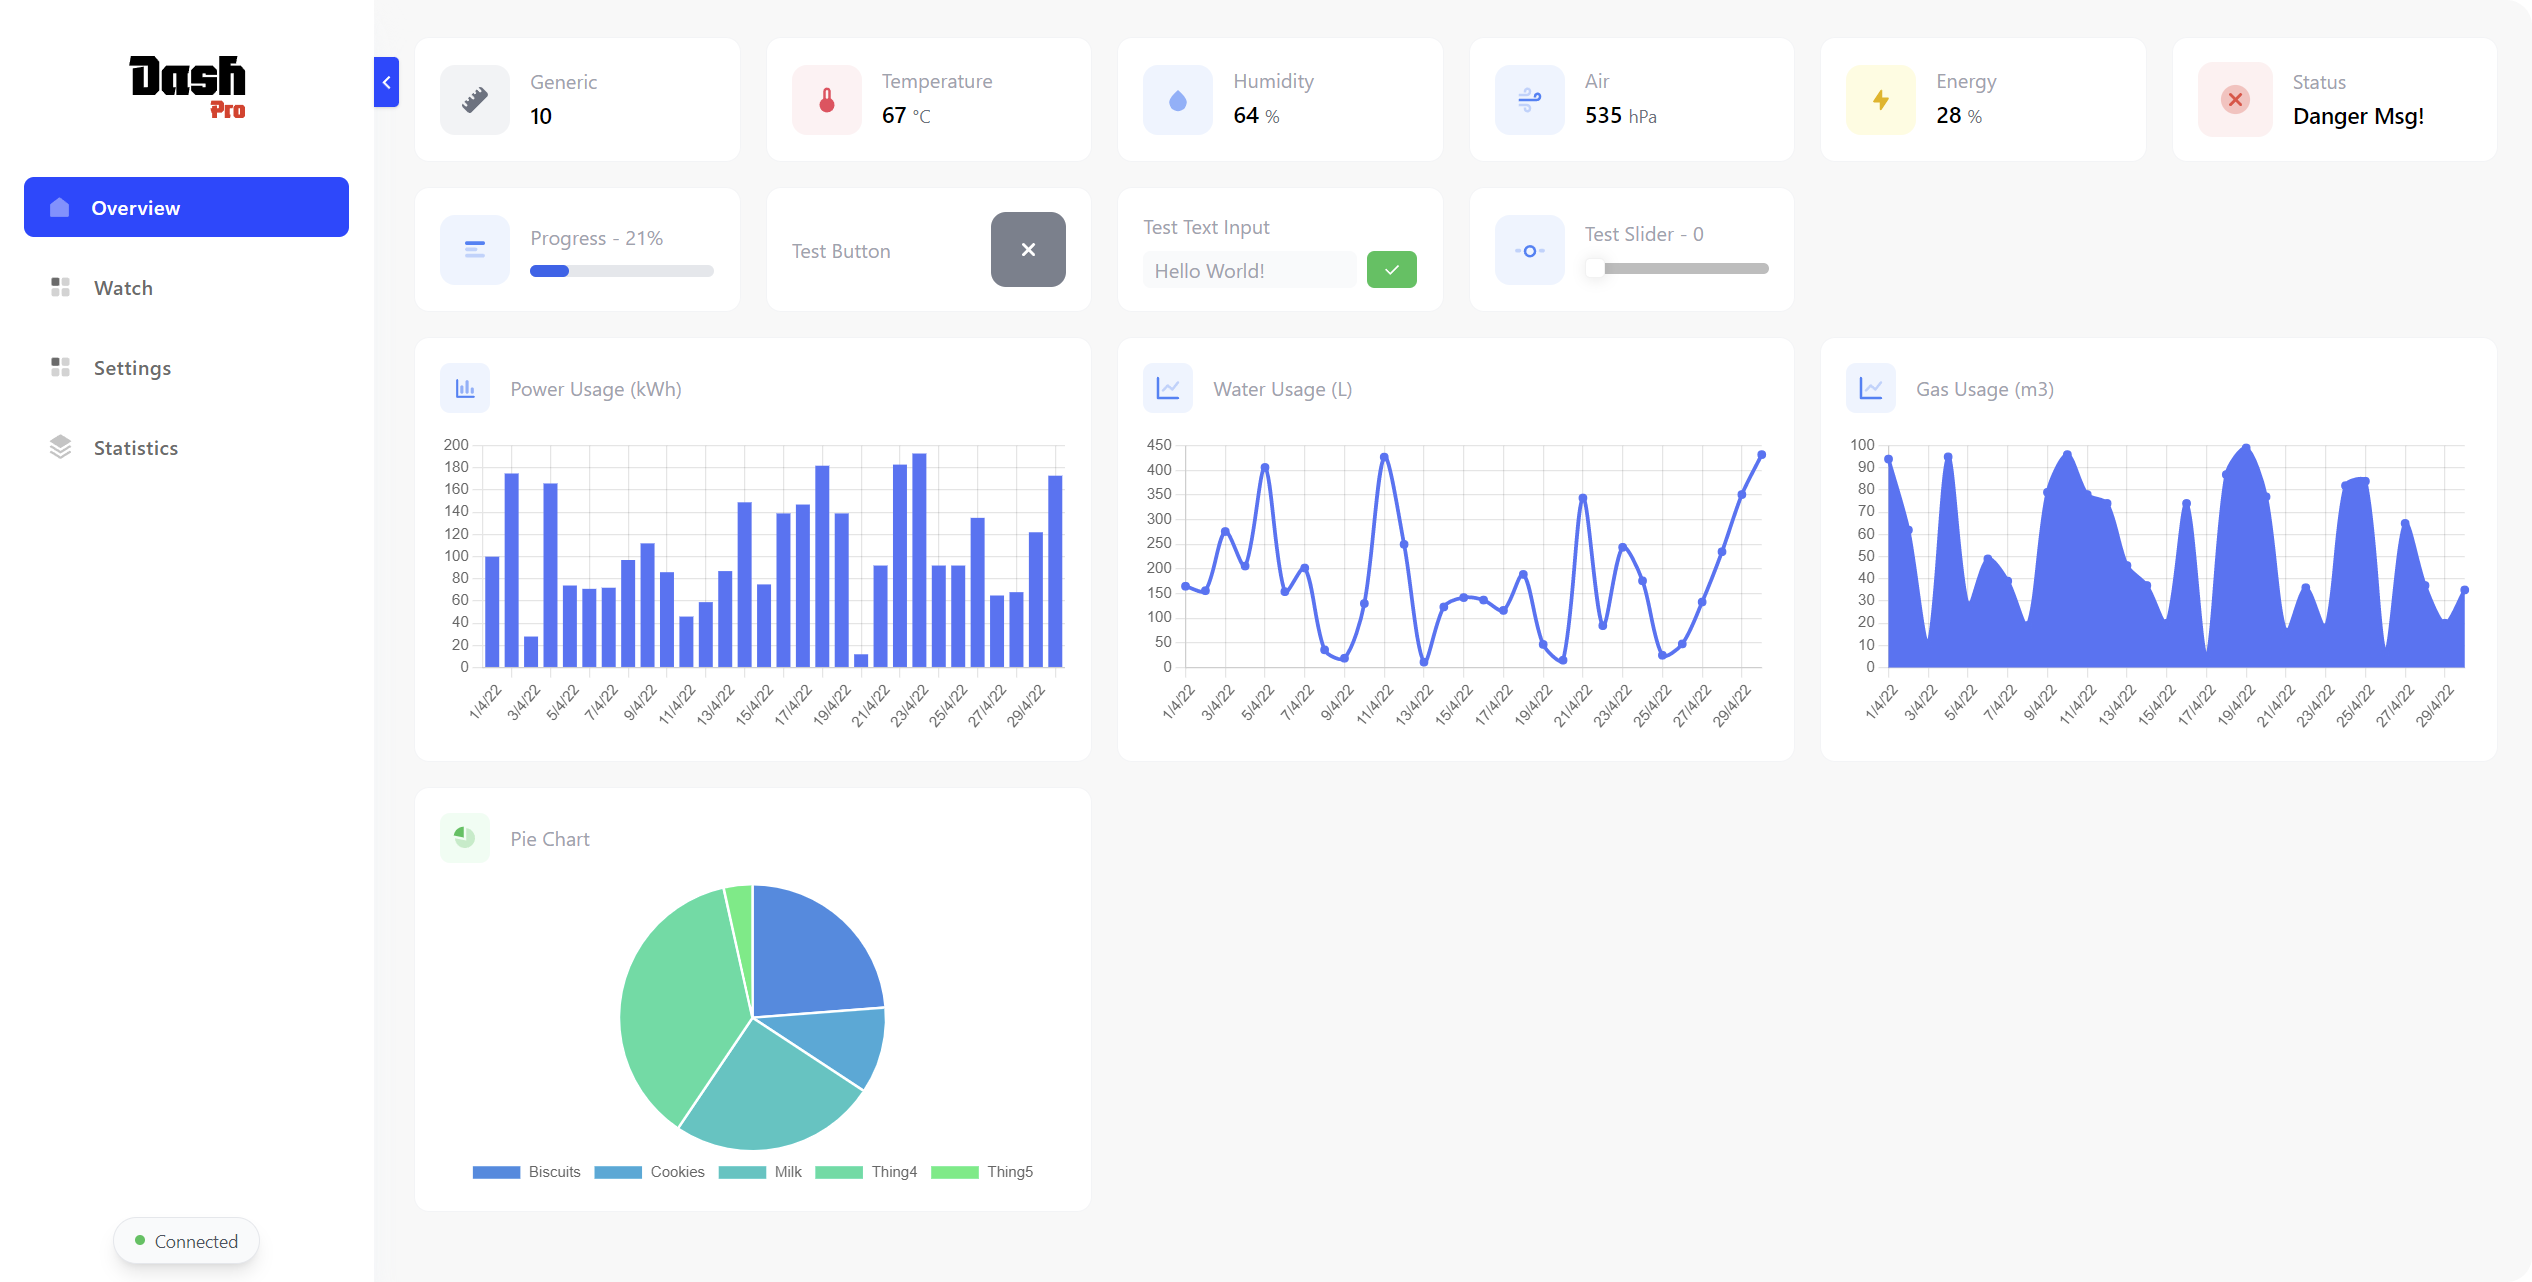 Dash
Pro
Overview
Watch
Settings
Statistics
Connected
Generic
10
Temperature
67 °C
Humidity
64 %
Air
535 hPa
Energy
28 %
Status
Danger Msg!
Progress - 21%
Test Button
Test Text Input
Hello World!
Test Slider - 0
Power Usage (kWh)
200
180
160
140
120
100
80
60
40
20
0
1/4/22 3/4/22 5/4/22 7/4/22 9/4/22 11/4/22 13/4/22 15/4/22 17/4/22 19/4/22 21/4/22 23/4/22 25/4/22 27/4/22 29/4/22
Water Usage (L)
450
400
350
300
250
200
150
100
50
0
1/4/22 3/4/22 5/4/22 7/4/22 9/4/22 11/4/22 13/4/22 15/4/22 17/4/22 19/4/22 21/4/22 23/4/22 25/4/22 27/4/22 29/4/22
Gas Usage (m3)
100
90
80
70
60
50
40
30
20
10
0
1/4/22 3/4/22 5/4/22 7/4/22 9/4/22 11/4/22 13/4/22 15/4/22 17/4/22 19/4/22 21/4/22 23/4/22 25/4/22 27/4/22 29/4/22
Pie Chart
Biscuits Cookies Milk Thing4 Thing5